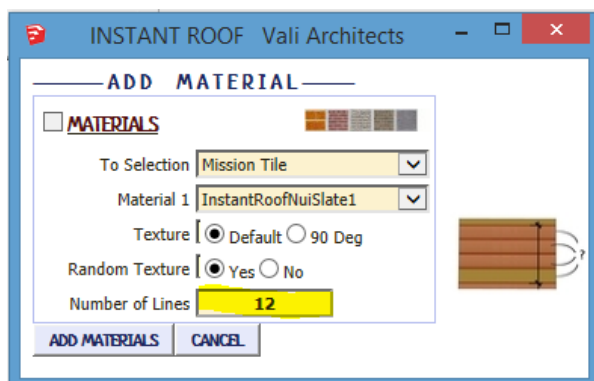 INSTANT ROOF Vali Architects
ADD MATERIAL
MATERIALS
To Selection Mission Tile
Material 1 InstantRoofNuiSlate1
Texture Default 90 Deg
Random Texture Yes No
Number of Lines 12
?
ADD MATERIALS CANCEL